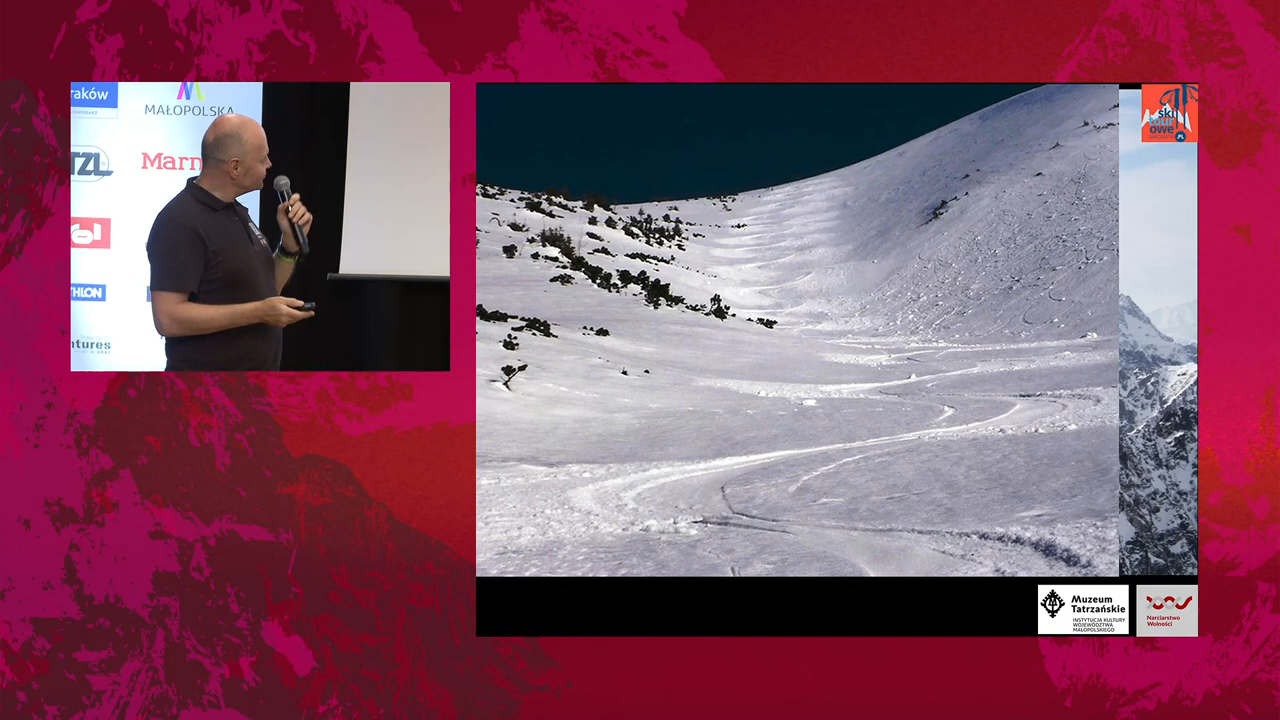 raków
MAŁOPOLSKA
TZL
Marm
THLON
ntures
ski
tour
owe
Muzeum
Tatrzańskie
INSTYTUCJA KULTURY
WOJEWÓDZTWA
MAŁOPOLSKIEGO
Narciarstwo
Wolności